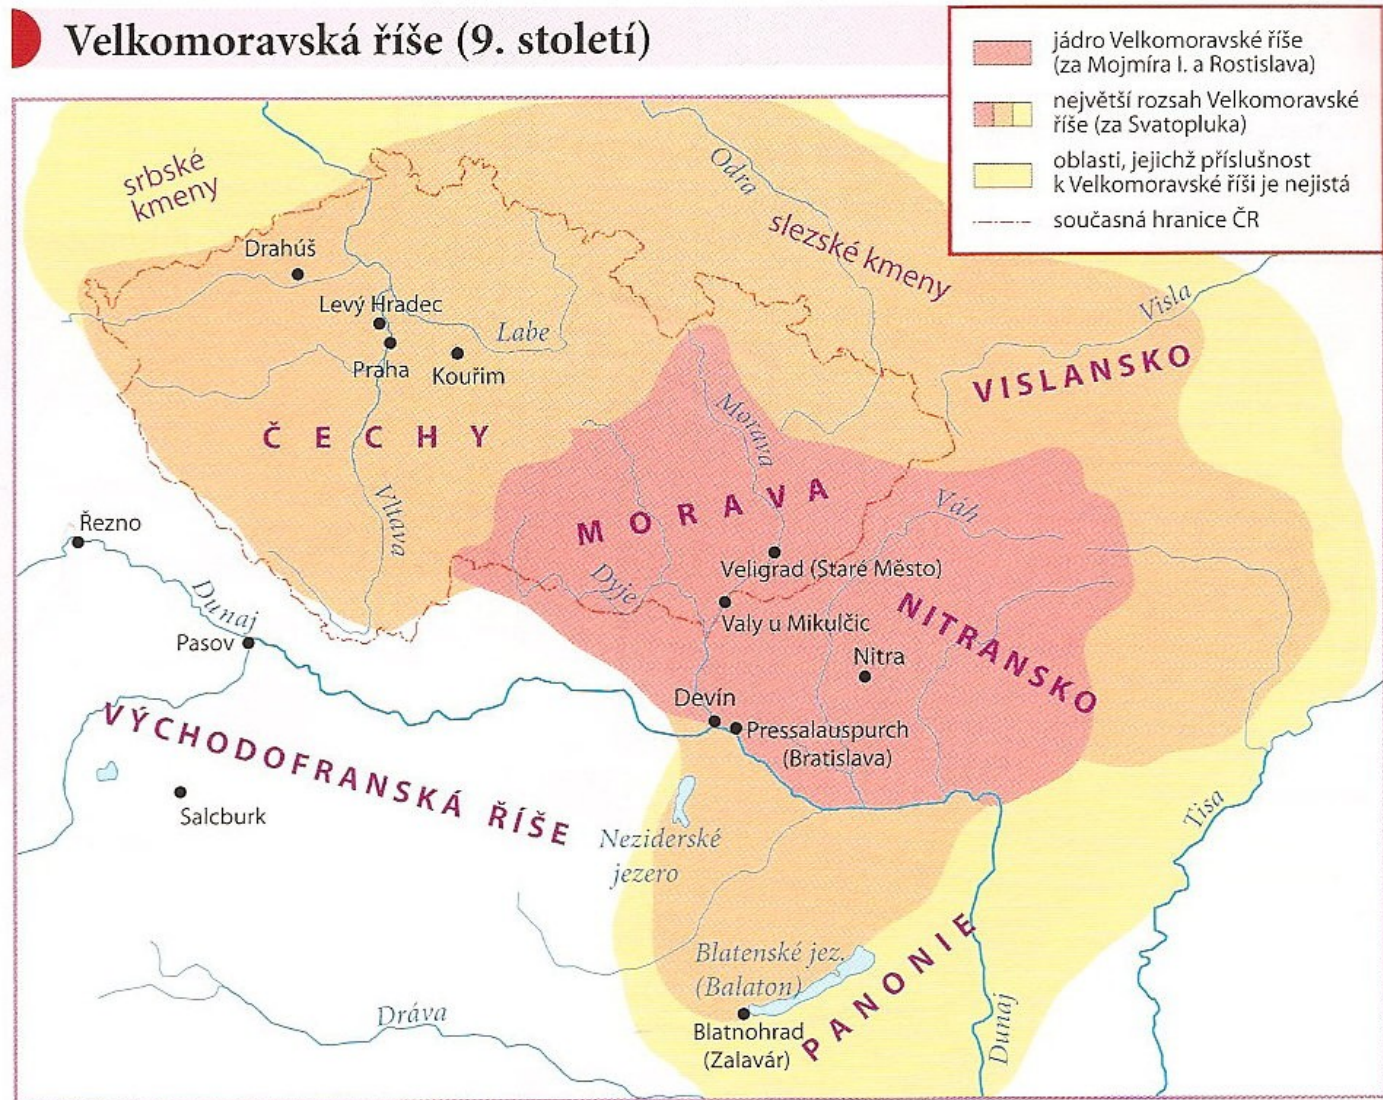 Velkomoravská říše (9. století)
jádro Velkomoravské říše
(za Mojmíra I. a Rostislava)
největší rozsah Velkomoravské
říše (za Svatopluka)
oblasti, jejichž příslušnost
k Velkomoravské říši je nejistá
současná hranice ČR
srbské
kmeny
Odra
slezské kmeny
Drahúš
Levý Hradec
Labe
Praha
Kouřim
Visla
VISLANSKO
ČECHY
Morava
MORAVA
Vltava
Váh
Řezno
Dunaj
Pasov
Veligrad (Staré Město)
Dyje
Valy u Mikulčic
NITRANSKO
Nitra
Devín
Pressalauspurch
(Bratislava)
VÝCHODOFRANSKÁ ŘÍŠE
Salcburk
Neziderské
jezero
Tisa
Blatenské jez.
(Balaton)
PANONIE
Dráva
Blatnohrad
(Zalavár)
Dunaj